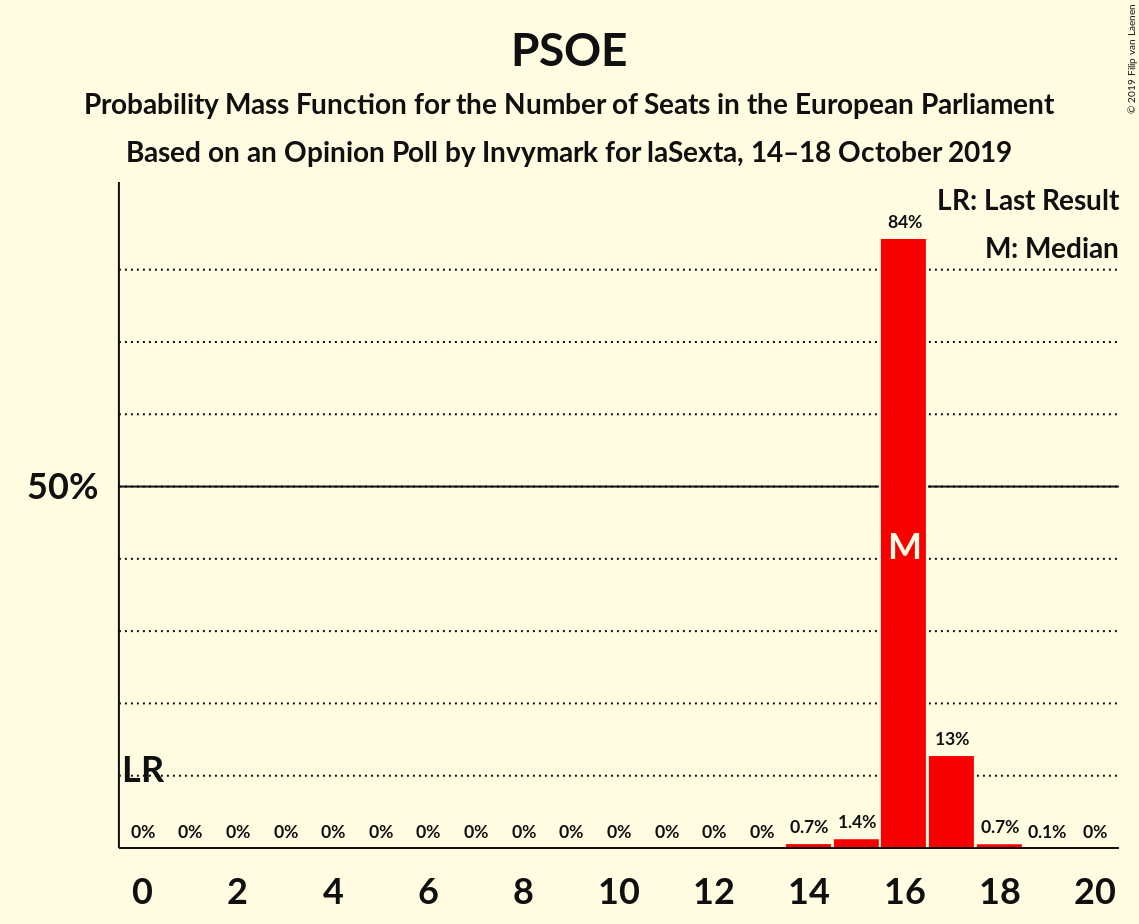 PSOE
Probability Mass Function for the Number of Seats in the European Parliament
Based on an Opinion Poll by Invymark for laSexta, 14–18 October 2019
© 2019 Filip van Laenen
LR: Last Result
M: Median
84%
50%
M
13%
LR
0% 0% 0% 0% 0% 0% 0% 0% 0% 0% 0% 0% 0% 0% 0.7% 1.4% 0.7% 0.1% 0%
0 2 4 6 8 10 12 14 16 18 20